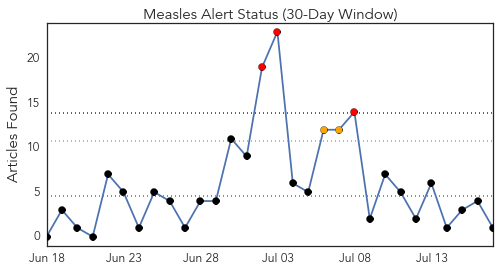 Measles Alert Status (30-Day Window)
Articles Found
20
15
10
5
0
Jun 18 Jun 23 Jun 28 Jul 03 Jul 08 Jul 13